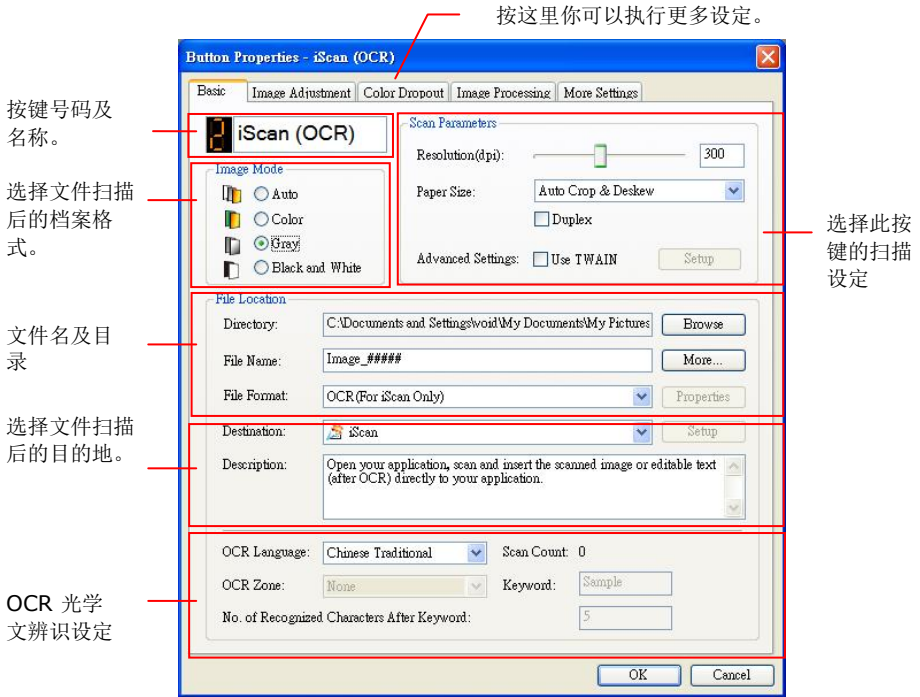 按这里你可以执行更多设定。
Button Properties - iScan (OCR)
Basic Image Adjustment Color Dropout Image Processing More Settings
按键号码及
名称。
2 iScan (OCR)
Scan Parameters
Resolution(dpi): 300
Paper Size: Auto Crop & Deskew
Duplex
Advanced Settings: Use TWAIN Setup
选择此按
键的扫描
设定
选择文件扫描
后的档案格
式。
Image Mode
Auto
Color
Gray
Black and White
文件名及目
录
File Location
Directory: C:\Documents and Settings\void\My Documents\My Pictures Browse
File Name: Image_##### More...
File Format: OCR(For iScan Only) Properties
选择文件扫描
后的目的地。
Destination: iScan Setup
Description: Open your application, scan and insert the scanned image or editable text
(after OCR) directly to your application.
OCR 光学
文辨识设定
OCR Language: Chinese Traditional Scan Count: 0
OCR Zone: None Keyword: Sample
No. of Recognized Characters After Keyword: 5
OK Cancel